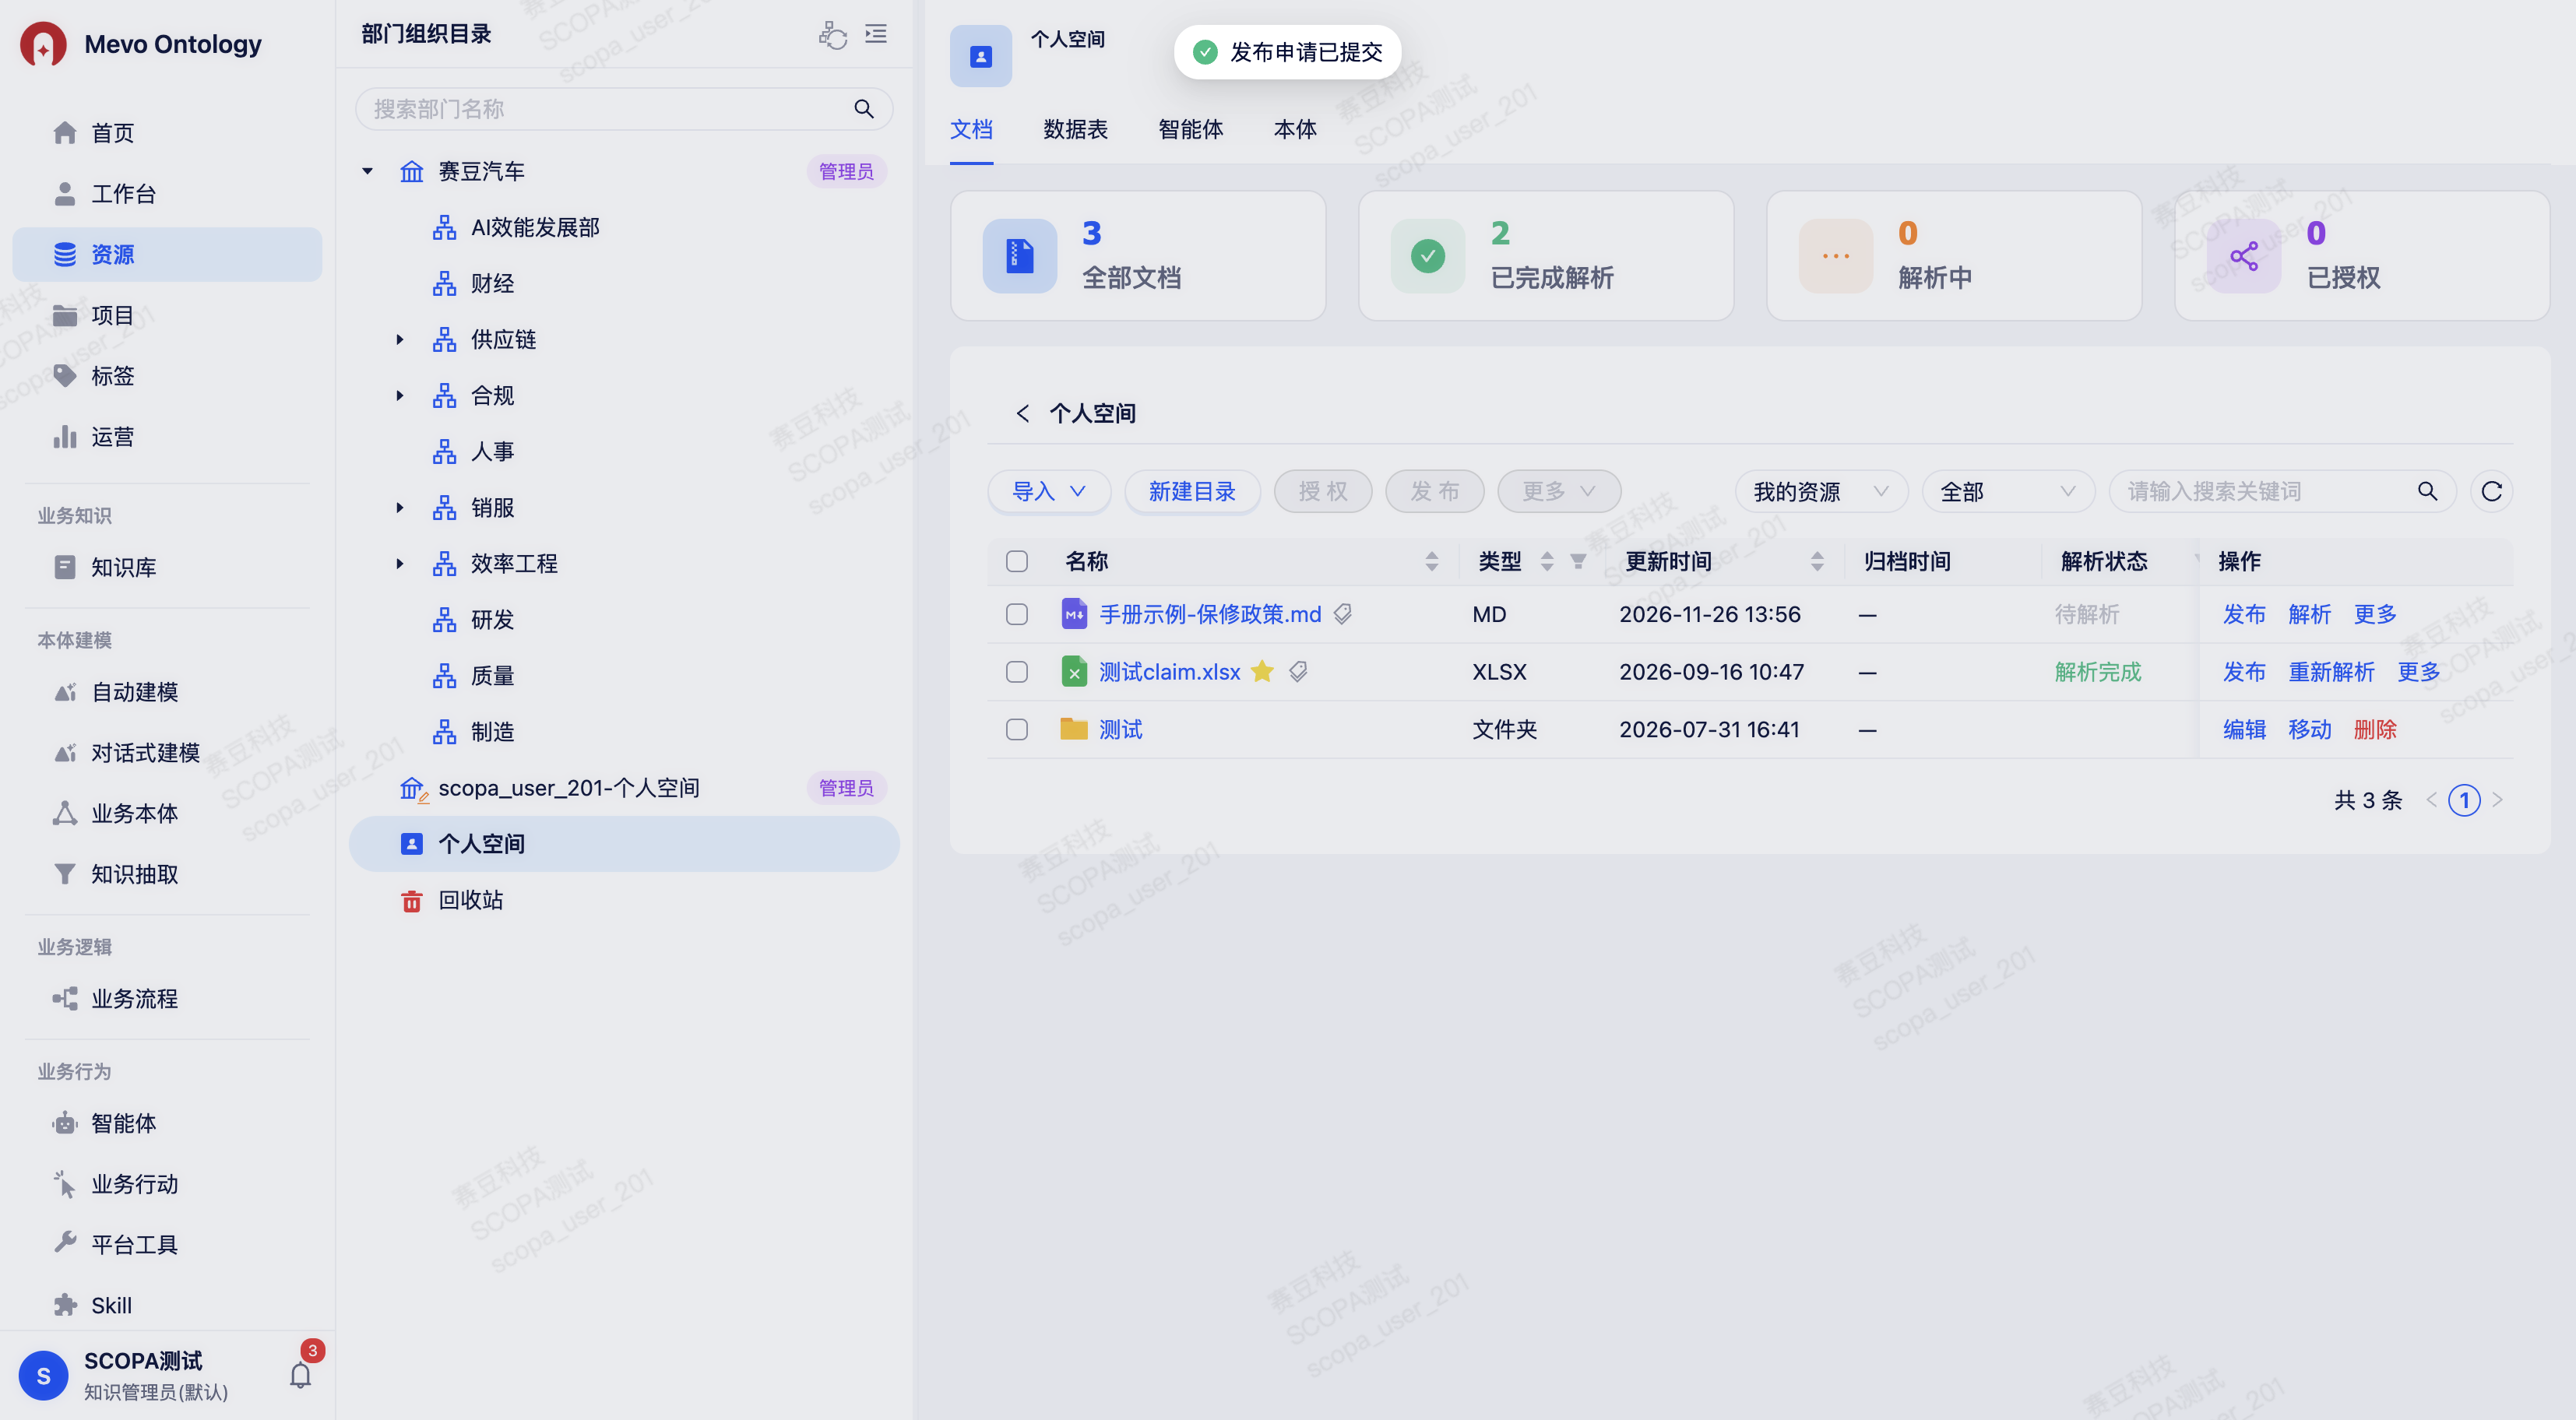 Mevo Ontology
首页
工作台
资源
项目
标签
运营
业务知识
知识库
本体建模
自动建模
对话式建模
业务本体
知识抽取
业务逻辑
业务流程
业务行为
智能体
业务行动
平台工具
Skill
S
SCOPA测试
知识管理员(默认)
3
部门组织目录
搜索部门名称
赛豆汽车 管理员
AI效能发展部
财经
供应链
合规
人事
销服
效率工程
研发
质量
制造
scopa_user_201-个人空间 管理员
个人空间
回收站
个人空间
发布申请已提交
文档 数据表 智能体 本体
3
全部文档
2
已完成解析
0
解析中
0
已授权
个人空间
导入 新建目录 授权 发布 更多 我的资源 全部 请输入搜索关键词
名称 类型 更新时间 归档时间 解析状态 操作
手册示例-保修政策.md MD 2026-11-26 13:56 — 待解析 发布 解析 更多
测试claim.xlsx XLSX 2026-09-16 10:47 — 解析完成 发布 重新解析 更多
测试 文件夹 2026-07-31 16:41 — 编辑 移动 删除
共 3 条 1
赛豆科技
SCOPA测试
scopa_user_201